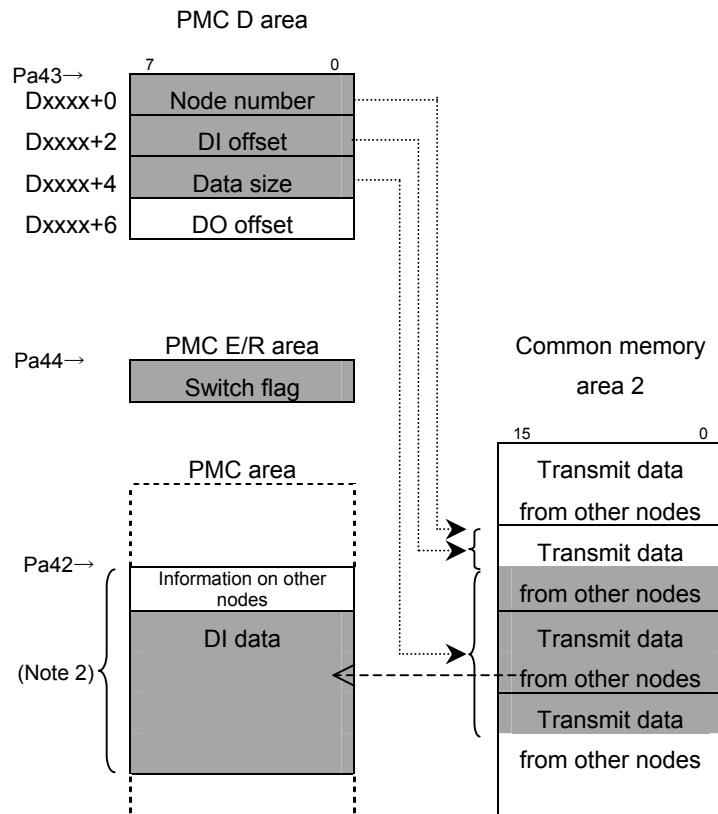 PMC D area
7 0
Pa43→
Dxxxx+0 Node number
Dxxxx+2 DI offset
Dxxxx+4 Data size
Dxxxx+6 DO offset
Pa44→
PMC E/R area
Switch flag
Common memory
area 2
15 0
PMC area
Transmit data
from other nodes
Pa42→
Information on other
nodes
DI data
(Note 2)
Transmit data
from other nodes
Transmit data
from other nodes
Transmit data
from other nodes